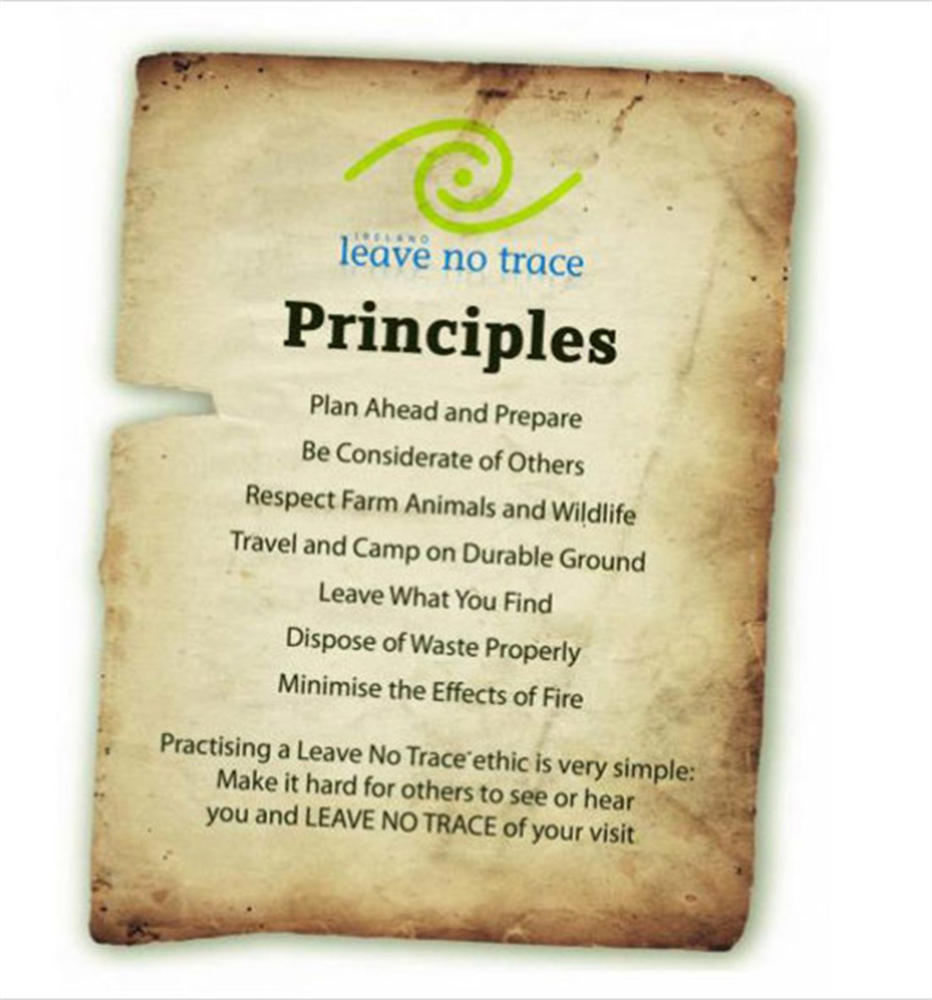 IRELAND
leave no trace
Principles
Plan Ahead and Prepare
Be Considerate of Others
Respect Farm Animals and Wildlife
Travel and Camp on Durable Ground
Leave What You Find
Dispose of Waste Properly
Minimise the Effects of Fire
Practising a Leave No Trace ethic is very simple:
Make it hard for others to see or hear
you and LEAVE NO TRACE of your visit